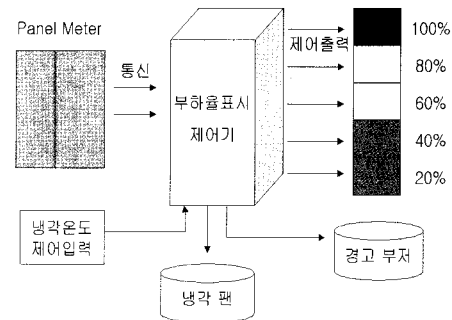 Panel Meter
통신
부하율표시
제어기
제어출력
100%
80%
60%
40%
20%
냉각온도
제어입력
냉각 팬
경고 부저